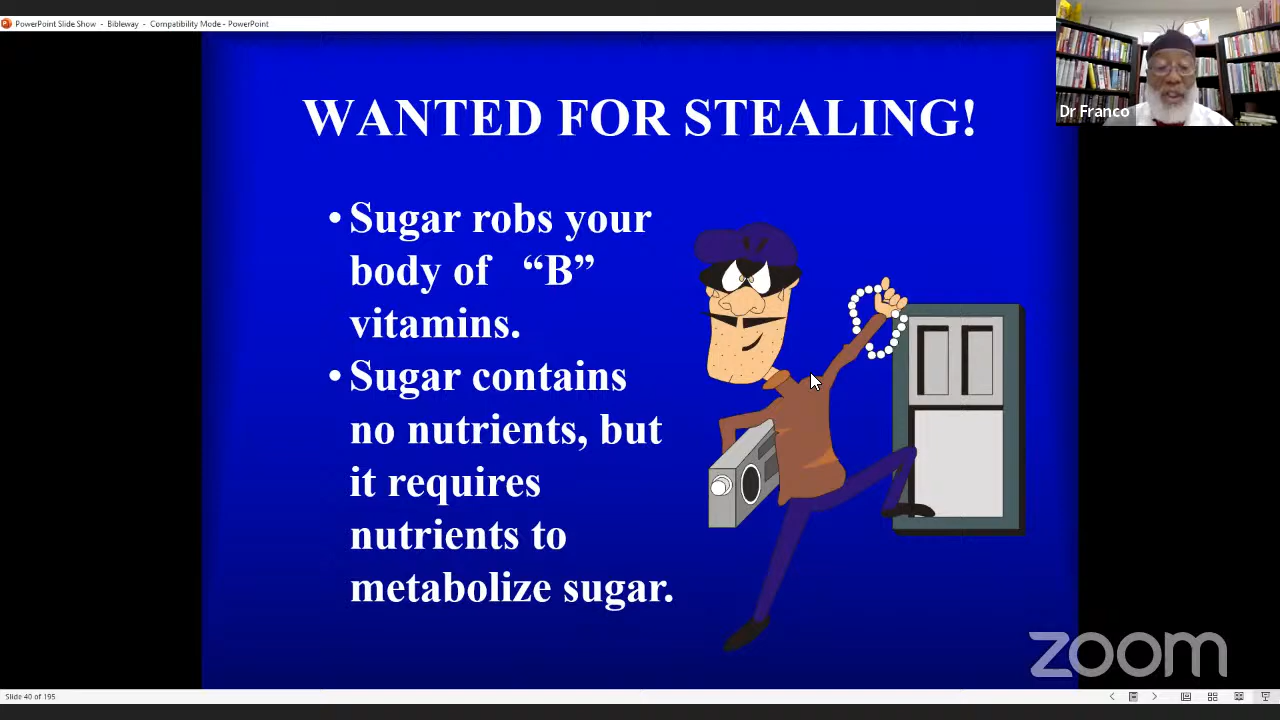 PowerPoint Slide Show - Bibleway - Compatibility Mode - PowerPoint
Dr Franco
WANTED FOR STEALING!
• Sugar robs your
body of “B”
vitamins.
• Sugar contains
no nutrients, but
it requires
nutrients to
metabolize sugar.
zoom
Slide 40 of 195